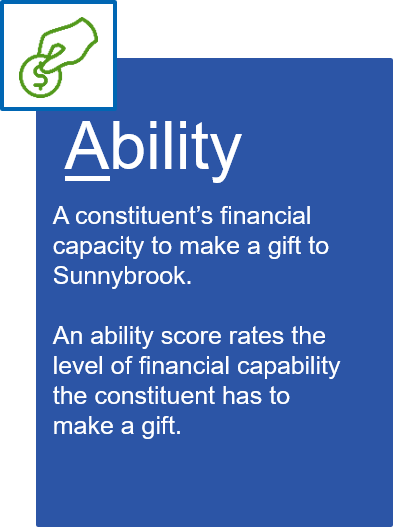 $
Ability
A constituent’s financial
capacity to make a gift to
Sunnybrook.
An ability score rates the
level of financial capability
the constituent has to
make a gift.